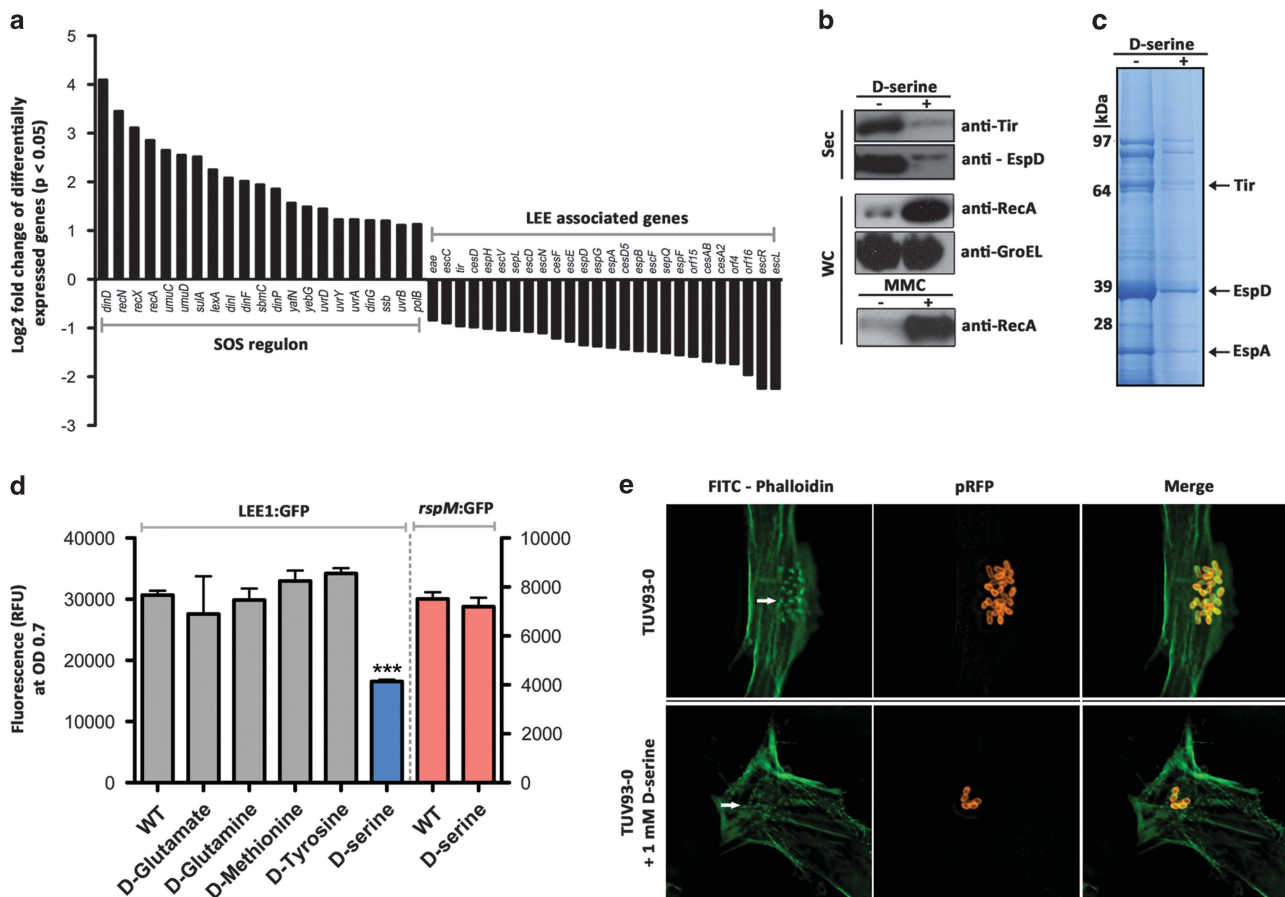 a
Log2 fold change of differentially
expressed genes (p < 0.05)
5
4
3
2
1
0
-1
-2
-3
dinD
recN
recX
recA
umuC
umuD
sulA
lexA
dinI
dinF
sbmC
dinP
yafN
yebG
uvrD
uvrY
uvrA
dinG
ssb
uvrB
polB
SOS regulon
LEE associated genes
eae
escC
tir
cesD
espH
escV
sepL
escD
escN
cesF
escE
espD
espG
espA
cesD5
espB
escF
sepQ
espF
orf15
cesAB
cesA2
orf4
orf16
escR
escL
b
D-serine
- +
Sec
anti-Tir
anti - EspD
WC
anti-RecA
anti-GroEL
MMC
- +
anti-RecA
c
D-serine
- +
kDa
97
64
39
28
Tir
EspD
EspA
d
LEE1:GFP
rspM:GFP
Fluorescence (RFU)
at OD 0.7
40000
30000
20000
10000
0
***
10000
8000
6000
4000
2000
0
WT
D-Glutamate
D-Glutamine
D-Methionine
D-Tyrosine
D-serine
WT
D-serine
e
FITC - Phalloidin
pRFP
Merge
TUV93-0
TUV93-0
+ 1 mM D-serine